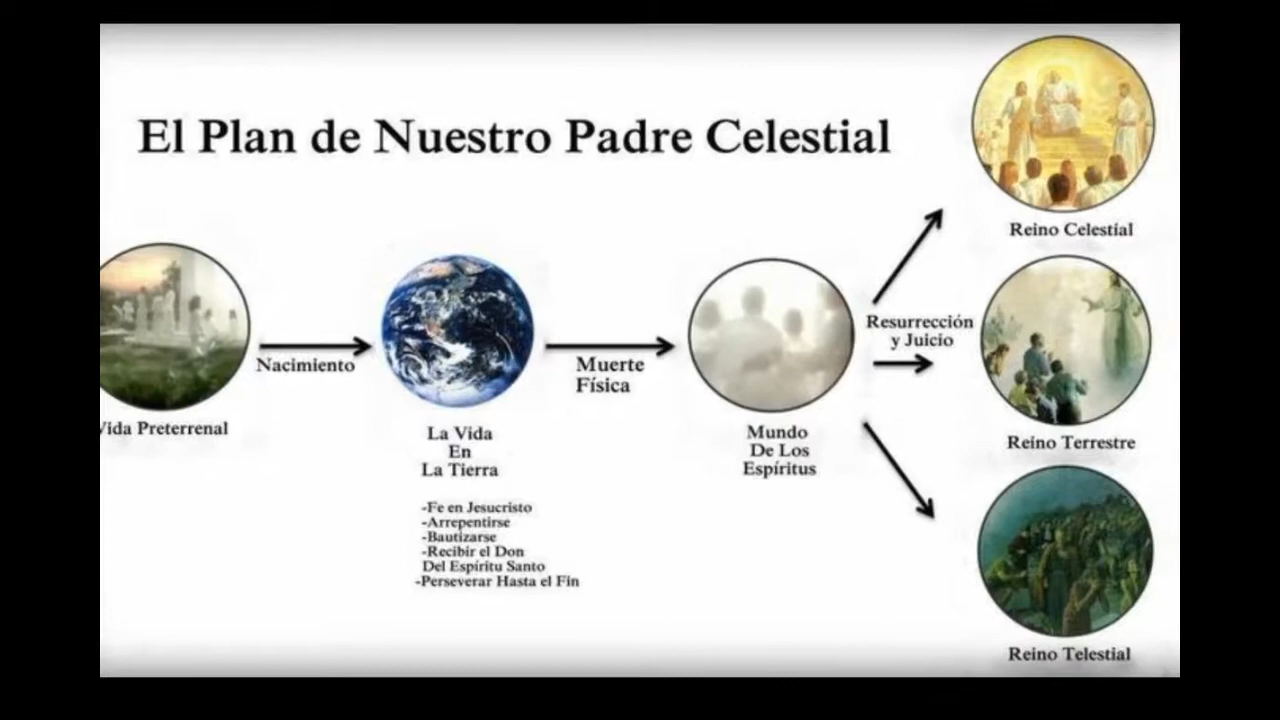 El Plan de Nuestro Padre Celestial
Reino Celestial
Resurrección
y Juicio
Nacimiento
Muerte
Física
Vida Preterrenal
La Vida
En
La Tierra
Mundo
De Los
Espíritus
Reino Terrestre
-Fe en Jesucristo
-Arrepentirse
-Bautizarse
-Recibir el Don
Del Espíritu Santo
-Perseverar Hasta el Fin
Reino Telestial